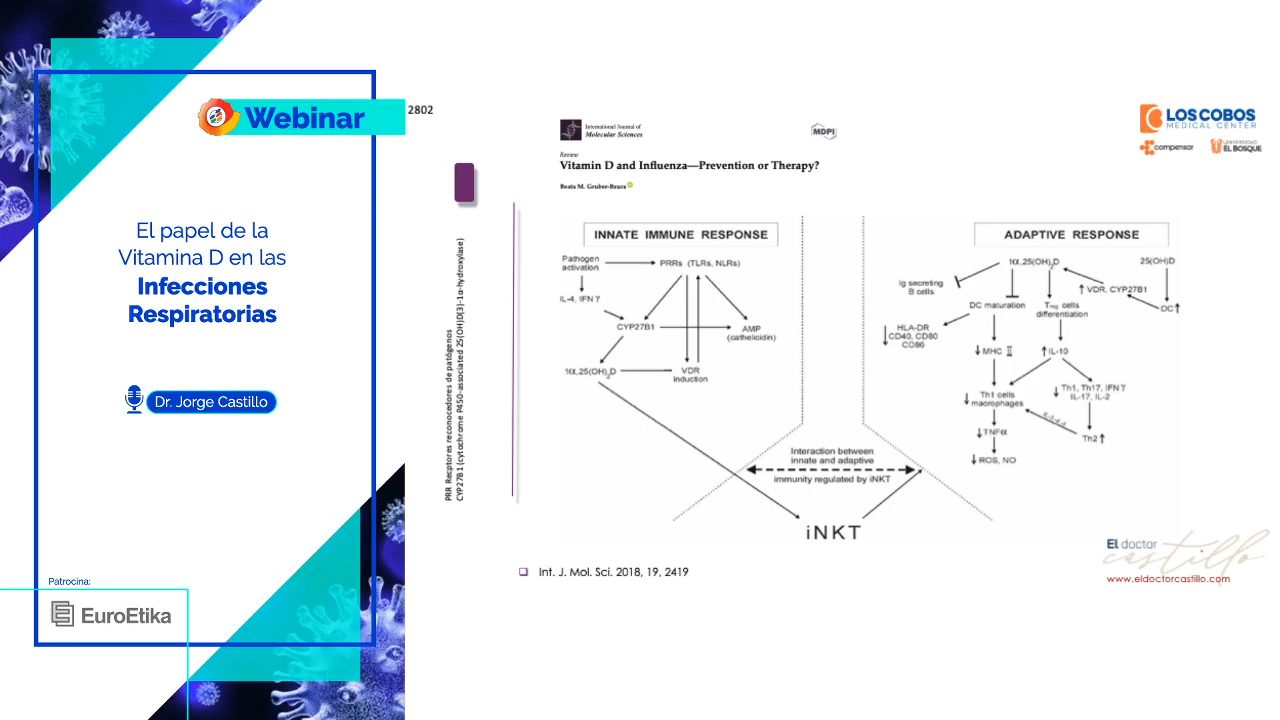 Webinar
El papel de la
Vitamina D en las
Infecciones
Respiratorias
Dr. Jorge Castillo
Patrocina:
EuroEtika
2802
PRR Recptores reconocedores de patógenos
CYP27B1 (cytochrome P450-associated 25(OH)D(3)-1α-hydroxylase)
International Journal of
Molecular Sciences
MDPI
Review
Vitamin D and Influenza—Prevention or Therapy?
Beata M. Gruber-Bzura
LOS COBOS
MEDICAL CENTER
compensar
UNIVERSIDAD
EL BOSQUE
INNATE IMMUNE RESPONSE
Pathogen
activation
PRRs (TLRs, NLRs)
IL-4, IFN γ
CYP27B1
AMP
(cathelicidin)
1α,25(OH)2D
VDR
induction
ADAPTIVE RESPONSE
1α,25(OH)2D
25(OH)D
Ig secreting
B cells
↑ VDR, CYP27B1
DC maturation
Treg cells
differentiation
DC↑
↓ HLA-DR
CD40, CD80
CD86
↓ MHC II
↑ IL-10
↓ Th1 cells
macrophages
↓ Th1, Th17, IFN γ
IL-17, IL-2
↓TNFα
Th2↑
↓ROS, NO
Interaction between
innate and adaptive
immunity regulated by iNKT
iNKT
Int. J. Mol. Sci. 2018, 19, 2419
El doctor
castillo
www.eldoctorcastillo.com